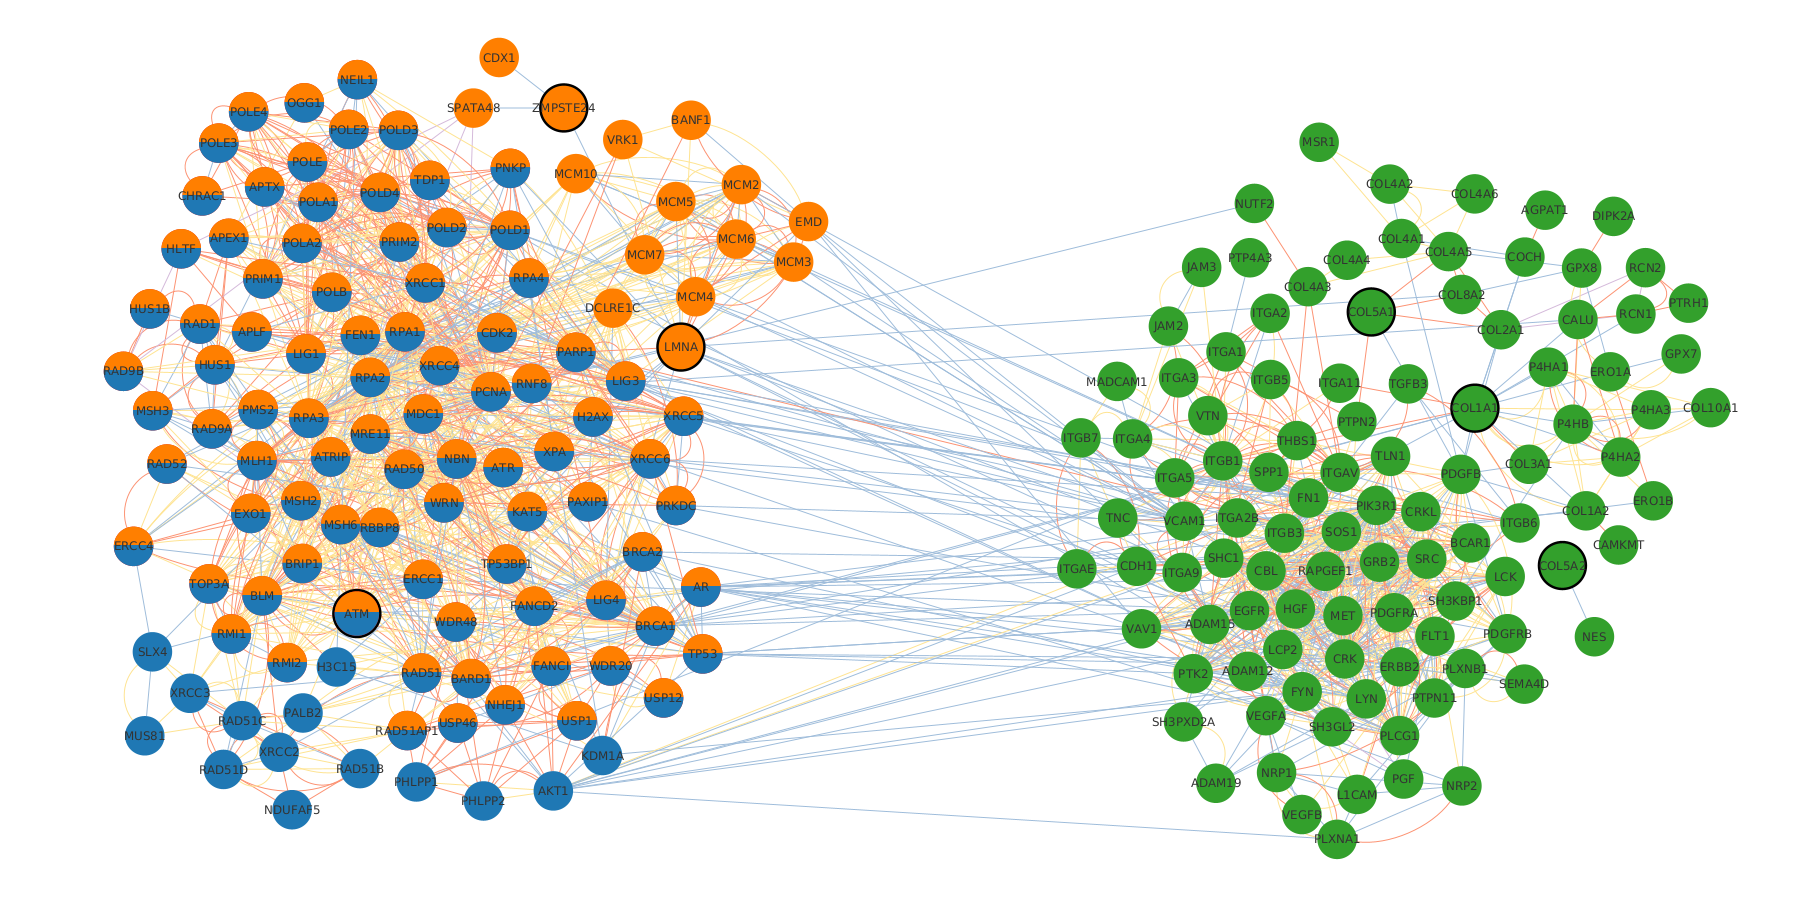 CDX1
NEIL1
OGG1
SPATA48
ZMPSTE24
POLE4
BANF1
POLE2
POLD3
VRK1
POLE3
POLE
PNKP
MCM10
TDP1
APTX
MCM2
CHRAC1
POLD4
POLA1
MCM5
EMD
POLD2
POLD1
APEX1
MCM6
POLA2
PRIM2
HLTF
MCM7
MCM3
PRIM1
RPA4
XRCC1
POLB
MCM4
HUS1B
DCLRE1C
RAD1
APLF
FEN1
RPA1
CDK2
LMNA
LIG1
PARP1
HUS1
XRCC4
RAD9B
RPA2
LIG3
RNF8
PCNA
MSH3
PMS2
RPA3
MDC1
H2AX
XRCC5
RAD9A
MRE11
XPA
MLH1
ATRIP
NBN
XRCC6
RAD52
RAD50
ATR
MSH2
WRN
PAXIP1
PRKDC
EXO1
KAT5
MSH6
RBBP8
ERCC4
BRCA2
BRIP1
TP53BP1
TOP3A
ERCC1
AR
BLM
LIG4
FANCD2
ATM
WDR48
BRCA1
RMI1
SLX4
TP53
RMI2
H3C15
FANCI
WDR20
RAD51
BARD1
XRCC3
USP12
PALB2
NHEJ1
RAD51C
USP46
USP1
RAD51AP1
MUS81
XRCC2
KDM1A
RAD51D
RAD51B
PHLPP1
AKT1
PHLPP2
NDUFAF5
MSR1
COL4A2
COL4A6
NUTF2
AGPAT1
DIPK2A
COL4A1
COL4A5
PTP4A3
COCH
COL4A4
JAM3
GPX8
RCN2
COL4A3
COL8A2
PTRH1
ITGA2
COL5A1
RCN1
CALU
JAM2
COL2A1
ITGA1
GPX7
P4HA1
ERO1A
ITGA3
ITGB5
MADCAM1
ITGA11
TGFB3
COL1A1
COL10A1
P4HA3
VTN
PTPN2
P4HB
ITGB7
ITGA4
THBS1
TLN1
P4HA2
ITGB1
COL3A1
SPP1
ITGAV
PDGFB
ITGA5
FN1
ERO1B
PIK3R1
CRKL
COL1A2
TNC
ITGA2B
VCAM1
ITGB6
ITGB3
SOS1
BCAR1
CAMKMT
SHC1
SRC
GRB2
CDH1
COL5A2
ITGAE
ITGA9
CBL
RAPGEF1
LCK
SH3KBP1
EGFR
HGF
MET
PDGFRA
ADAM15
VAV1
FLT1
PDGFRB
NES
LCP2
CRK
ERBB2
PLXNB1
ADAM12
PTK2
SEMA4D
FYN
LYN
PTPN11
VEGFA
SH3PXD2A
SH3GL2
PLCG1
NRP1
PGF
ADAM19
NRP2
L1CAM
VEGFB
PLXNA1